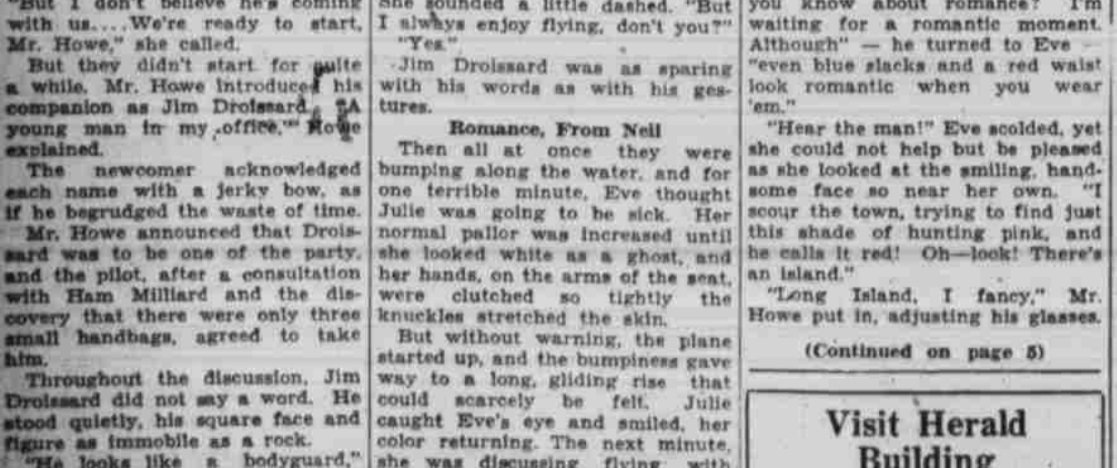 "But I don't believe he's coming
with us....We're ready to start,
Mr. Howe," she called.
But they didn't start for quite
a while. Mr. Howe introduced his
companion as Jim Droissard. "A
young man in my office," Howe
explained.
The newcomer acknowledged
each name with a jerky bow, as
if he begrudged the waste of time.
Mr. Howe announced that Drois-
sard was to be one of the party,
and the pilot, after a consultation
with Ham Milliard and the dis-
covery that there were only three
small handbags, agreed to take
him.
Throughout the discussion, Jim
Droissard did not say a word. He
stood quietly, his square face and
figure as immobile as a rock.
"He looks like a bodyguard,"
She sounded a little dashed. "But
I always enjoy flying, don't you?"
"Yes."
Jim Droissard was as sparing
with his words as with his ges-
tures.
Romance, From Neil
Then all at once they were
bumping along the water, and for
one terrible minute, Eve thought
Julie was going to be sick. Her
normal pallor was increased until
she looked white as a ghost, and
her hands, on the arms of the seat,
were clutched so tightly the
knuckles stretched the skin.
But without warning, the plane
started up, and the bumpiness gave
way to a long, gliding rise that
could scarcely be felt. Julie
caught Eve's eye and smiled, her
color returning. The next minute,
she was discussing flying with
you know about romance? I'm
waiting for a romantic moment.
Although" — he turned to Eve —
"even blue slacks and a red waist
look romantic when you wear
'em."
"Hear the man!" Eve scolded, yet
she could not help but be pleased
as she looked at the smiling, hand-
some face so near her own. "I
scour the town, trying to find just
this shade of hunting pink, and
he calls it red! Oh—look! There's
an island."
"Long Island, I fancy," Mr.
Howe put in, adjusting his glasses.
(Continued on page 5)
Visit Herald
Building